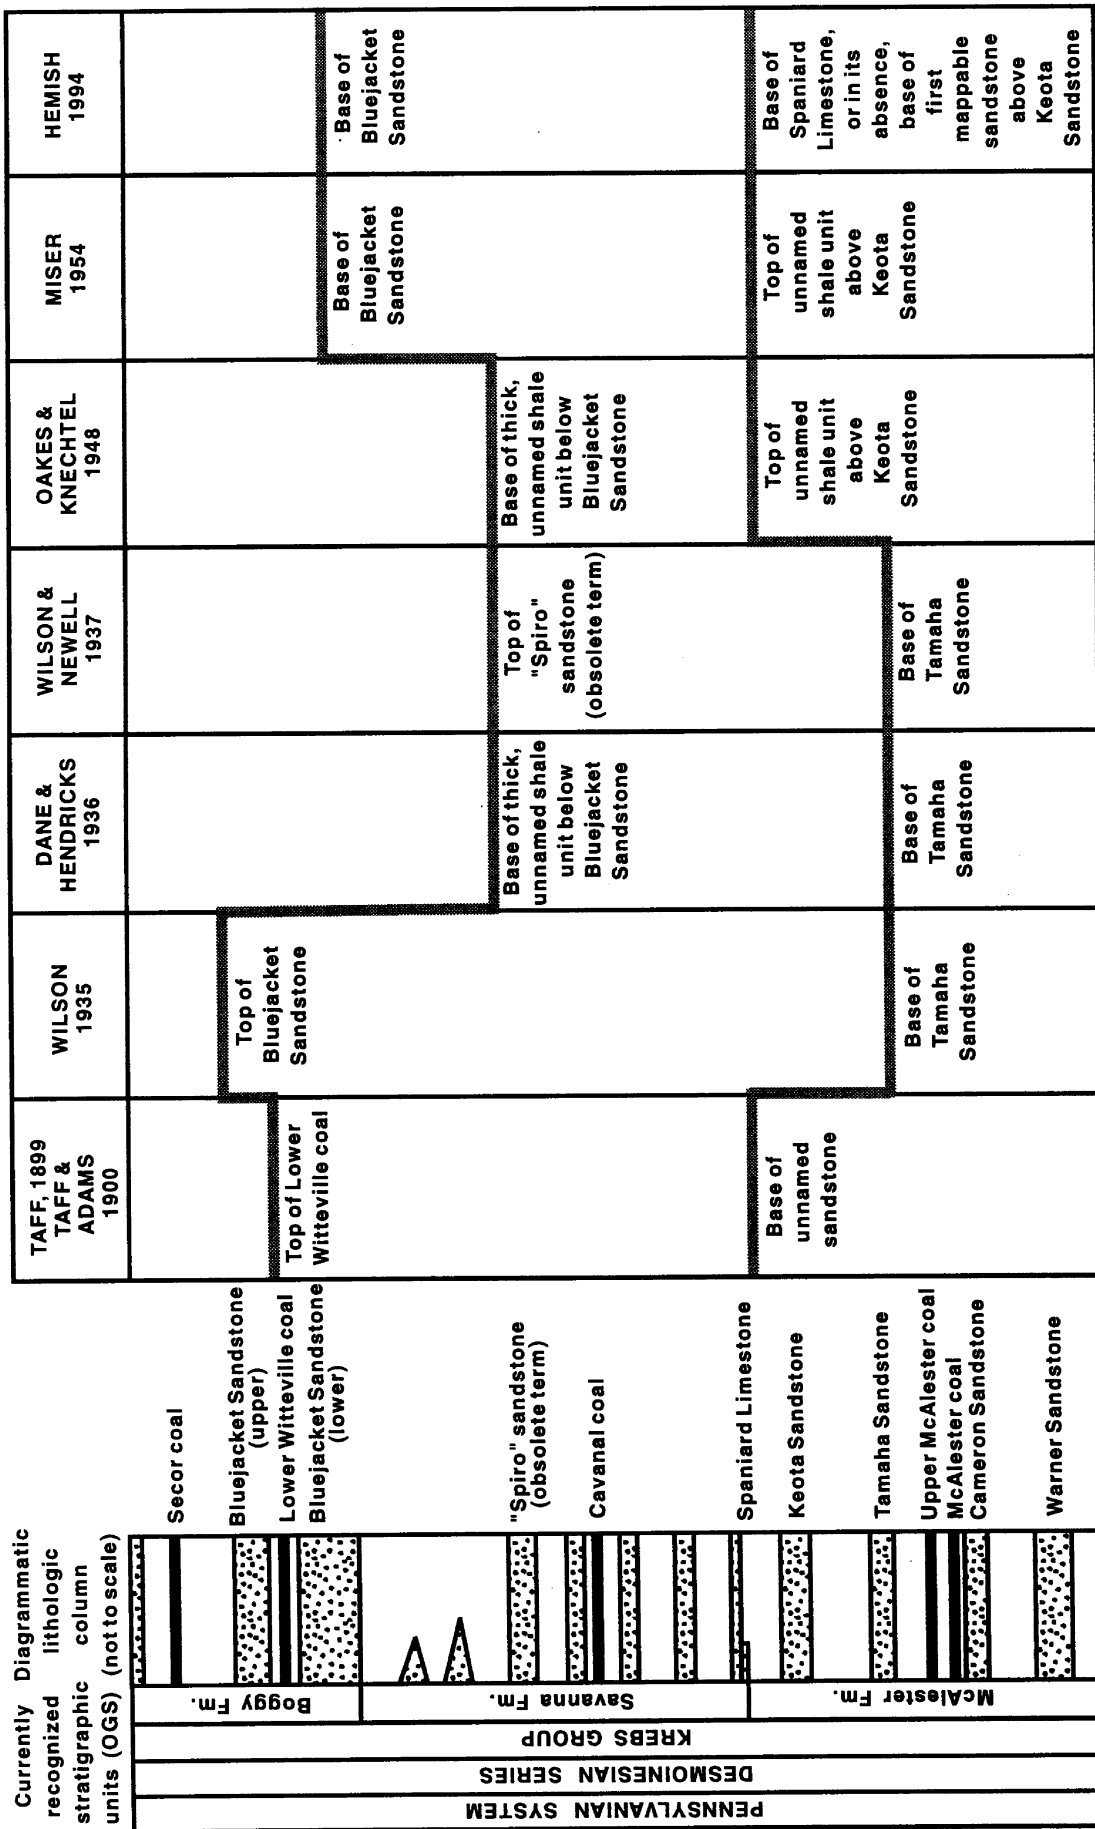 Currently
recognized
stratigraphic
units (OGS)
Diagrammatic
lithologic
column
(not to scale)
TAFF, 1899
TAFF &
ADAMS
1900
WILSON
1935
DANE &
HENDRICKS
1936
WILSON &
NEWELL
1937
OAKES &
KNECHTEL
1948
MISER
1954
HEMISH
1994
PENNSYLVANIAN SYSTEM
DESMOINESIAN SERIES
KREBS GROUP
Boggy Fm.
Savanna Fm.
McAlester Fm.
Secor coal
Bluejacket Sandstone
(upper)
Lower Witteville coal
Bluejacket Sandstone
(lower)
"Spiro" sandstone
(obsolete term)
Cavanal coal
Spaniard Limestone
Keota Sandstone
Tamaha Sandstone
Upper McAlester coal
McAlester coal
Cameron Sandstone
Warner Sandstone
Top of Lower
Witteville coal
Base of
unnamed
sandstone
Top of
Bluejacket
Sandstone
Base of
Tamaha
Sandstone
Base of thick,
unnamed shale
unit below
Bluejacket
Sandstone
Base of
Tamaha
Sandstone
Top of
"Spiro"
sandstone
(obsolete term)
Base of
Tamaha
Sandstone
Base of thick,
unnamed shale
unit below
Bluejacket
Sandstone
Top of
unnamed
shale unit
above
Keota
Sandstone
Base of
Bluejacket
Sandstone
Top of
unnamed
shale unit
above
Keota
Sandstone
Base of
Bluejacket
Sandstone
Base of
Spaniard
Limestone,
or in its
absence,
base of
first
mappable
sandstone
above
Keota
Sandstone